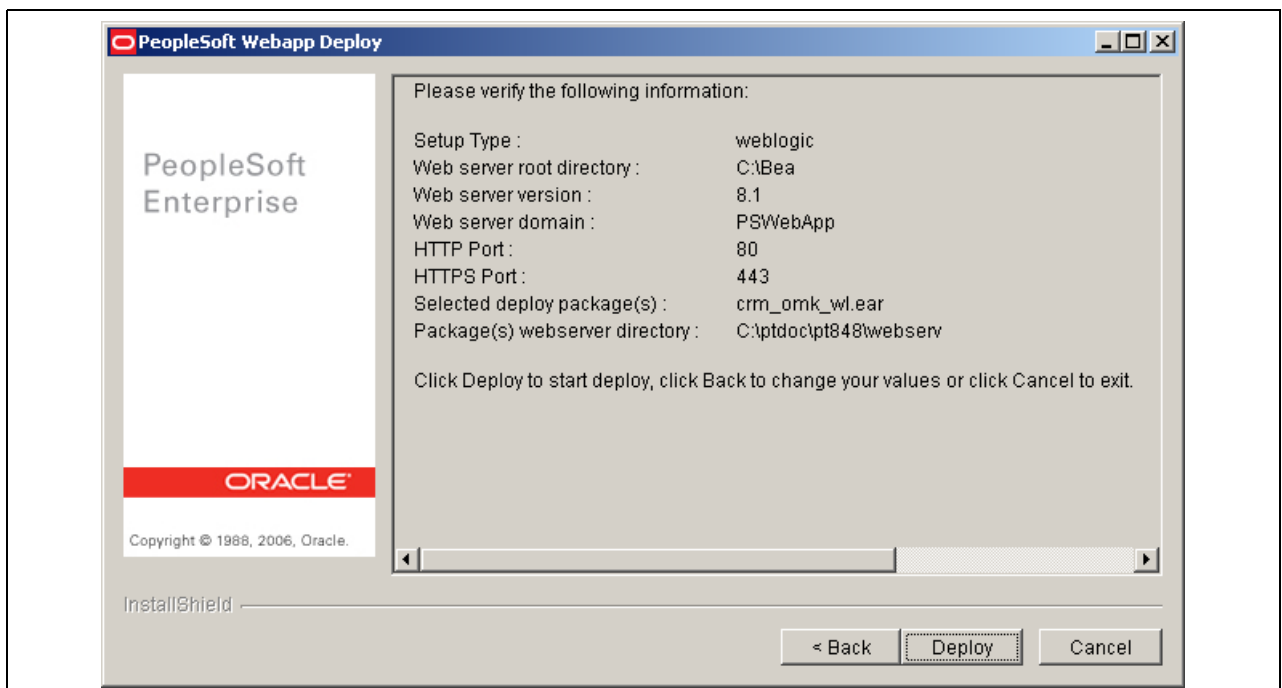 PeopleSoft Webapp Deploy
PeopleSoft
Enterprise
ORACLE
Copyright © 1988, 2006, Oracle.
Please verify the following information:
Setup Type : weblogic
Web server root directory : C:\Bea
Web server version : 8.1
Web server domain : PSWebApp
HTTP Port : 80
HTTPS Port : 443
Selected deploy package(s) : crm_omk_wl.ear
Package(s) webserver directory : C:\ptdoc\pt848\webserv
Click Deploy to start deploy, click Back to change your values or click Cancel to exit.
InstallShield
< Back Deploy Cancel